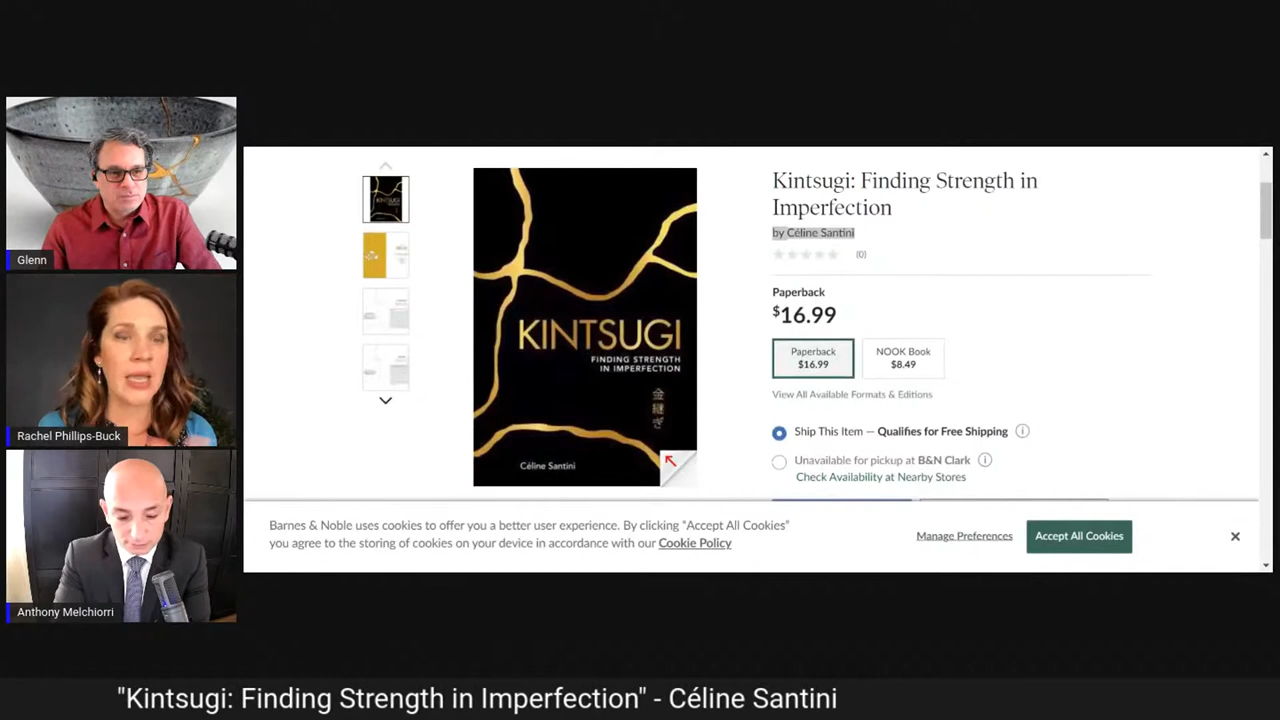 Glenn
Rachel Phillips-Buck
Anthony Melchiorri
KINTSUGI
FINDING STRENGTH
IN IMPERFECTION
金継ぎ
Céline Santini
Kintsugi: Finding Strength in
Imperfection
by Céline Santini
(0)
Paperback
$16.99
Paperback
$16.99
NOOK Book
$8.49
View All Available Formats & Editions
Ship This Item — Qualifies for Free Shipping
Unavailable for pickup at B&N Clark
Check Availability at Nearby Stores
Barnes & Noble uses cookies to offer you a better user experience. By clicking “Accept All Cookies”
you agree to the storing of cookies on your device in accordance with our Cookie Policy
Manage Preferences
Accept All Cookies
"Kintsugi: Finding Strength in Imperfection" - Céline Santini